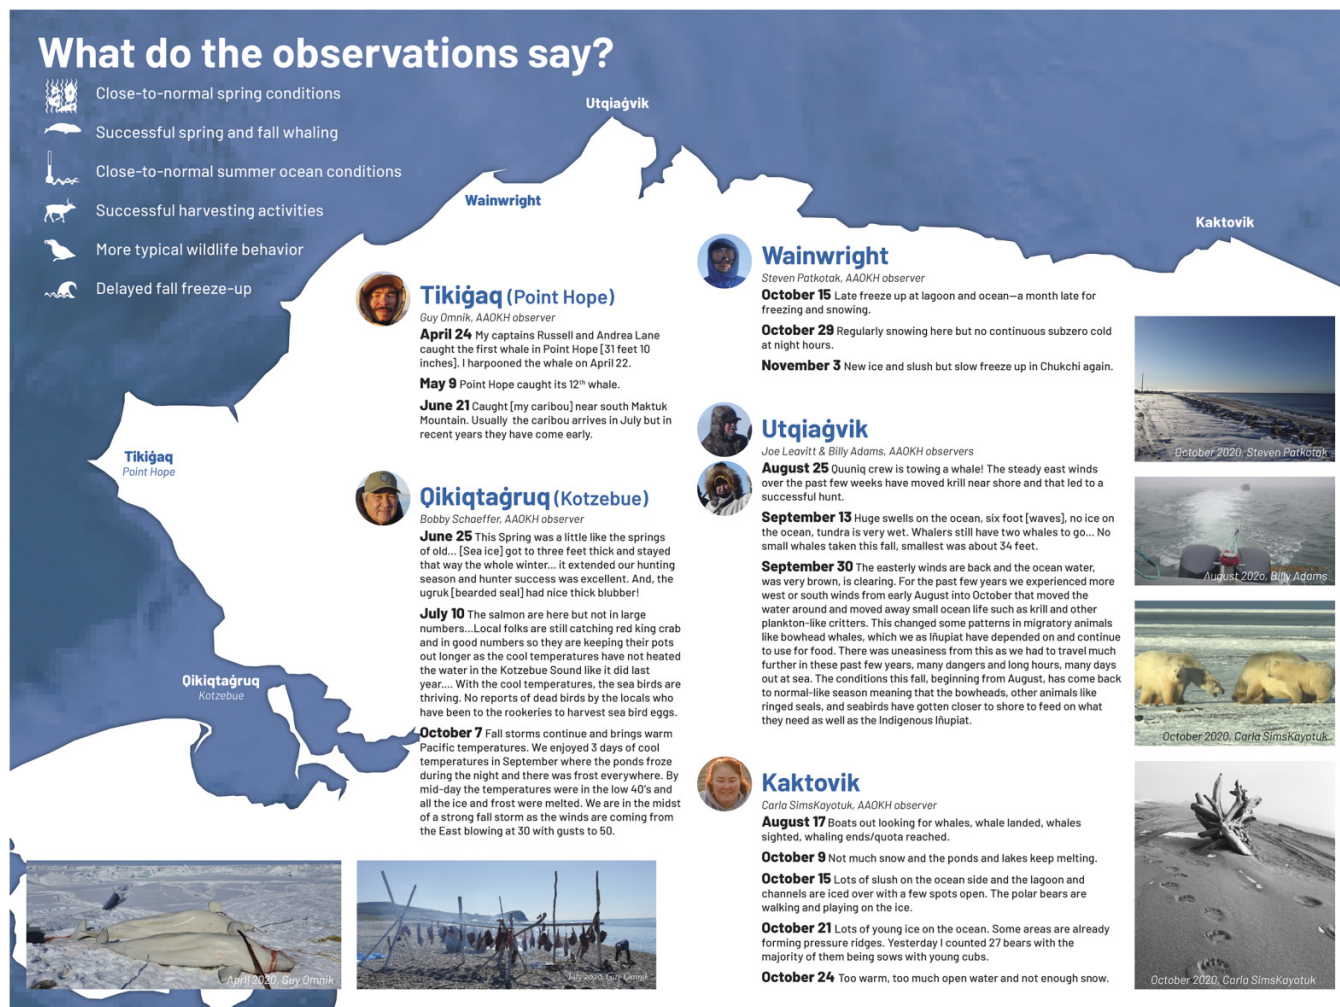 What do the observations say?
Close-to-normal spring conditions
Successful spring and fall whaling
Close-to-normal summer ocean conditions
Successful harvesting activities
More typical wildlife behavior
Delayed fall freeze-up
Utqiaġvik
Wainwright
Kaktovik
Tikiġaq
Point Hope
Qikiqtaġruq
Kotzebue
Tikiġaq (Point Hope)
Guy Omnik, AAOKH observer
April 24 My captains Russell and Andrea Lane
caught the first whale in Point Hope [31 feet 10
inches]. I harpooned the whale on April 22.
May 9 Point Hope caught its 12th whale.
June 21 Caught [my caribou] near south Maktuk
Mountain. Usually the caribou arrives in July but in
recent years they have come early.
Qikiqtaġruq (Kotzebue)
Bobby Schaeffer, AAOKH observer
June 25 This Spring was a little like the springs
of old... [Sea ice] got to three feet thick and stayed
that way the whole winter... it extended our hunting
season and hunter success was excellent. And, the
ugruk [bearded seal] had nice thick blubber!
July 10 The salmon are here but not in large
numbers...Local folks are still catching red king crab
and in good numbers so they are keeping their pots
out longer as the cool temperatures have not heated
the water in the Kotzebue Sound like it did last
year.... With the cool temperatures, the sea birds are
thriving. No reports of dead birds by the locals who
have been to the rookeries to harvest sea bird eggs.
October 7 Fall storms continue and brings warm
Pacific temperatures. We enjoyed 3 days of cool
temperatures in September where the ponds froze
during the night and there was frost everywhere. By
mid-day the temperatures were in the low 40's and
all the ice and frost were melted. We are in the midst
of a strong fall storm as the winds are coming from
the East blowing at 30 with gusts to 50.
Wainwright
Steven Patkotak, AAOKH observer
October 15 Late freeze up at lagoon and ocean—a month late for
freezing and snowing.
October 29 Regularly snowing here but no continuous subzero cold
at night hours.
November 3 New ice and slush but slow freeze up in Chukchi again.
Utqiaġvik
Joe Leavitt & Billy Adams, AAOKH observers
August 25 Quuniq crew is towing a whale! The steady east winds
over the past few weeks have moved krill near shore and that led to a
successful hunt.
September 13 Huge swells on the ocean, six foot [waves], no ice on
the ocean, tundra is very wet. Whalers still have two whales to go... No
small whales taken this fall, smallest was about 34 feet.
September 30 The easterly winds are back and the ocean water,
was very brown, is clearing. For the past few years we experienced more
west or south winds from early August into October that moved the
water around and moved away small ocean life such as krill and other
plankton-like critters. This changed some patterns in migratory animals
like bowhead whales, which we as Iñupiat have depended on and continue
to use for food. There was uneasiness from this as we had to travel much
further in these past few years, many dangers and long hours, many days
out at sea. The conditions this fall, beginning from August, has come back
to normal-like season meaning that the bowheads, other animals like
ringed seals, and seabirds have gotten closer to shore to feed on what
they need as well as the Indigenous Iñupiat.
Kaktovik
Carla SimsKayotuk, AAOKH observer
August 17 Boats out looking for whales, whale landed, whales
sighted, whaling ends/quota reached.
October 9 Not much snow and the ponds and lakes keep melting.
October 15 Lots of slush on the ocean side and the lagoon and
channels are iced over with a few spots open. The polar bears are
walking and playing on the ice.
October 21 Lots of young ice on the ocean. Some areas are already
forming pressure ridges. Yesterday I counted 27 bears with the
majority of them being sows with young cubs.
October 24 Too warm, too much open water and not enough snow.
October 2020, Steven Patkotak
August 2020, Billy Adams
October 2020, Carla SimsKayotuk
October 2020, Carla SimsKayotuk
April 2020, Guy Omnik
July 2020, Guy Omnik